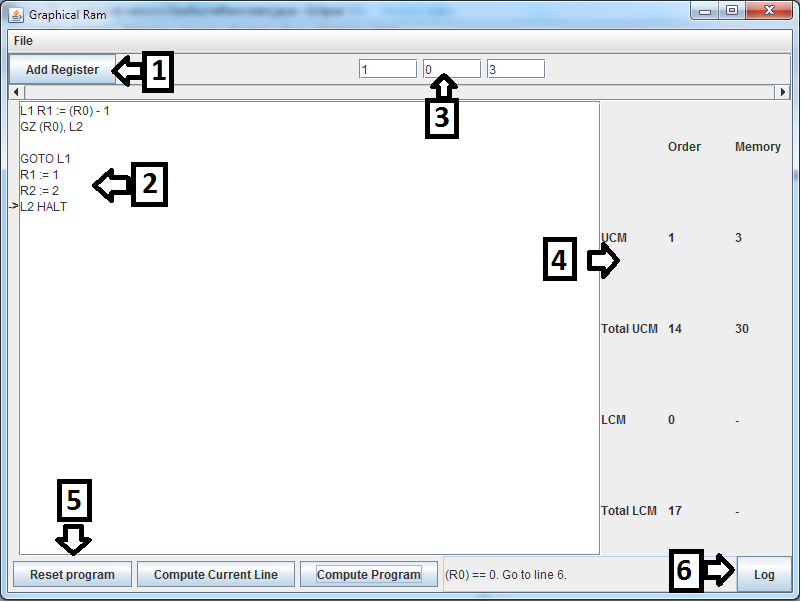 Graphical Ram
File
Add Register
1
1 0 3
3
L1 R1 := (R0) - 1
GZ (R0), L2
GOTO L1
R1 := 1
R2 := 2
->L2 HALT
2
Order Memory
4
UCM 1 3
Total UCM 14 30
LCM 0 -
Total LCM 17 -
5
6
Reset program Compute Current Line Compute Program (R0) == 0. Go to line 6. Log